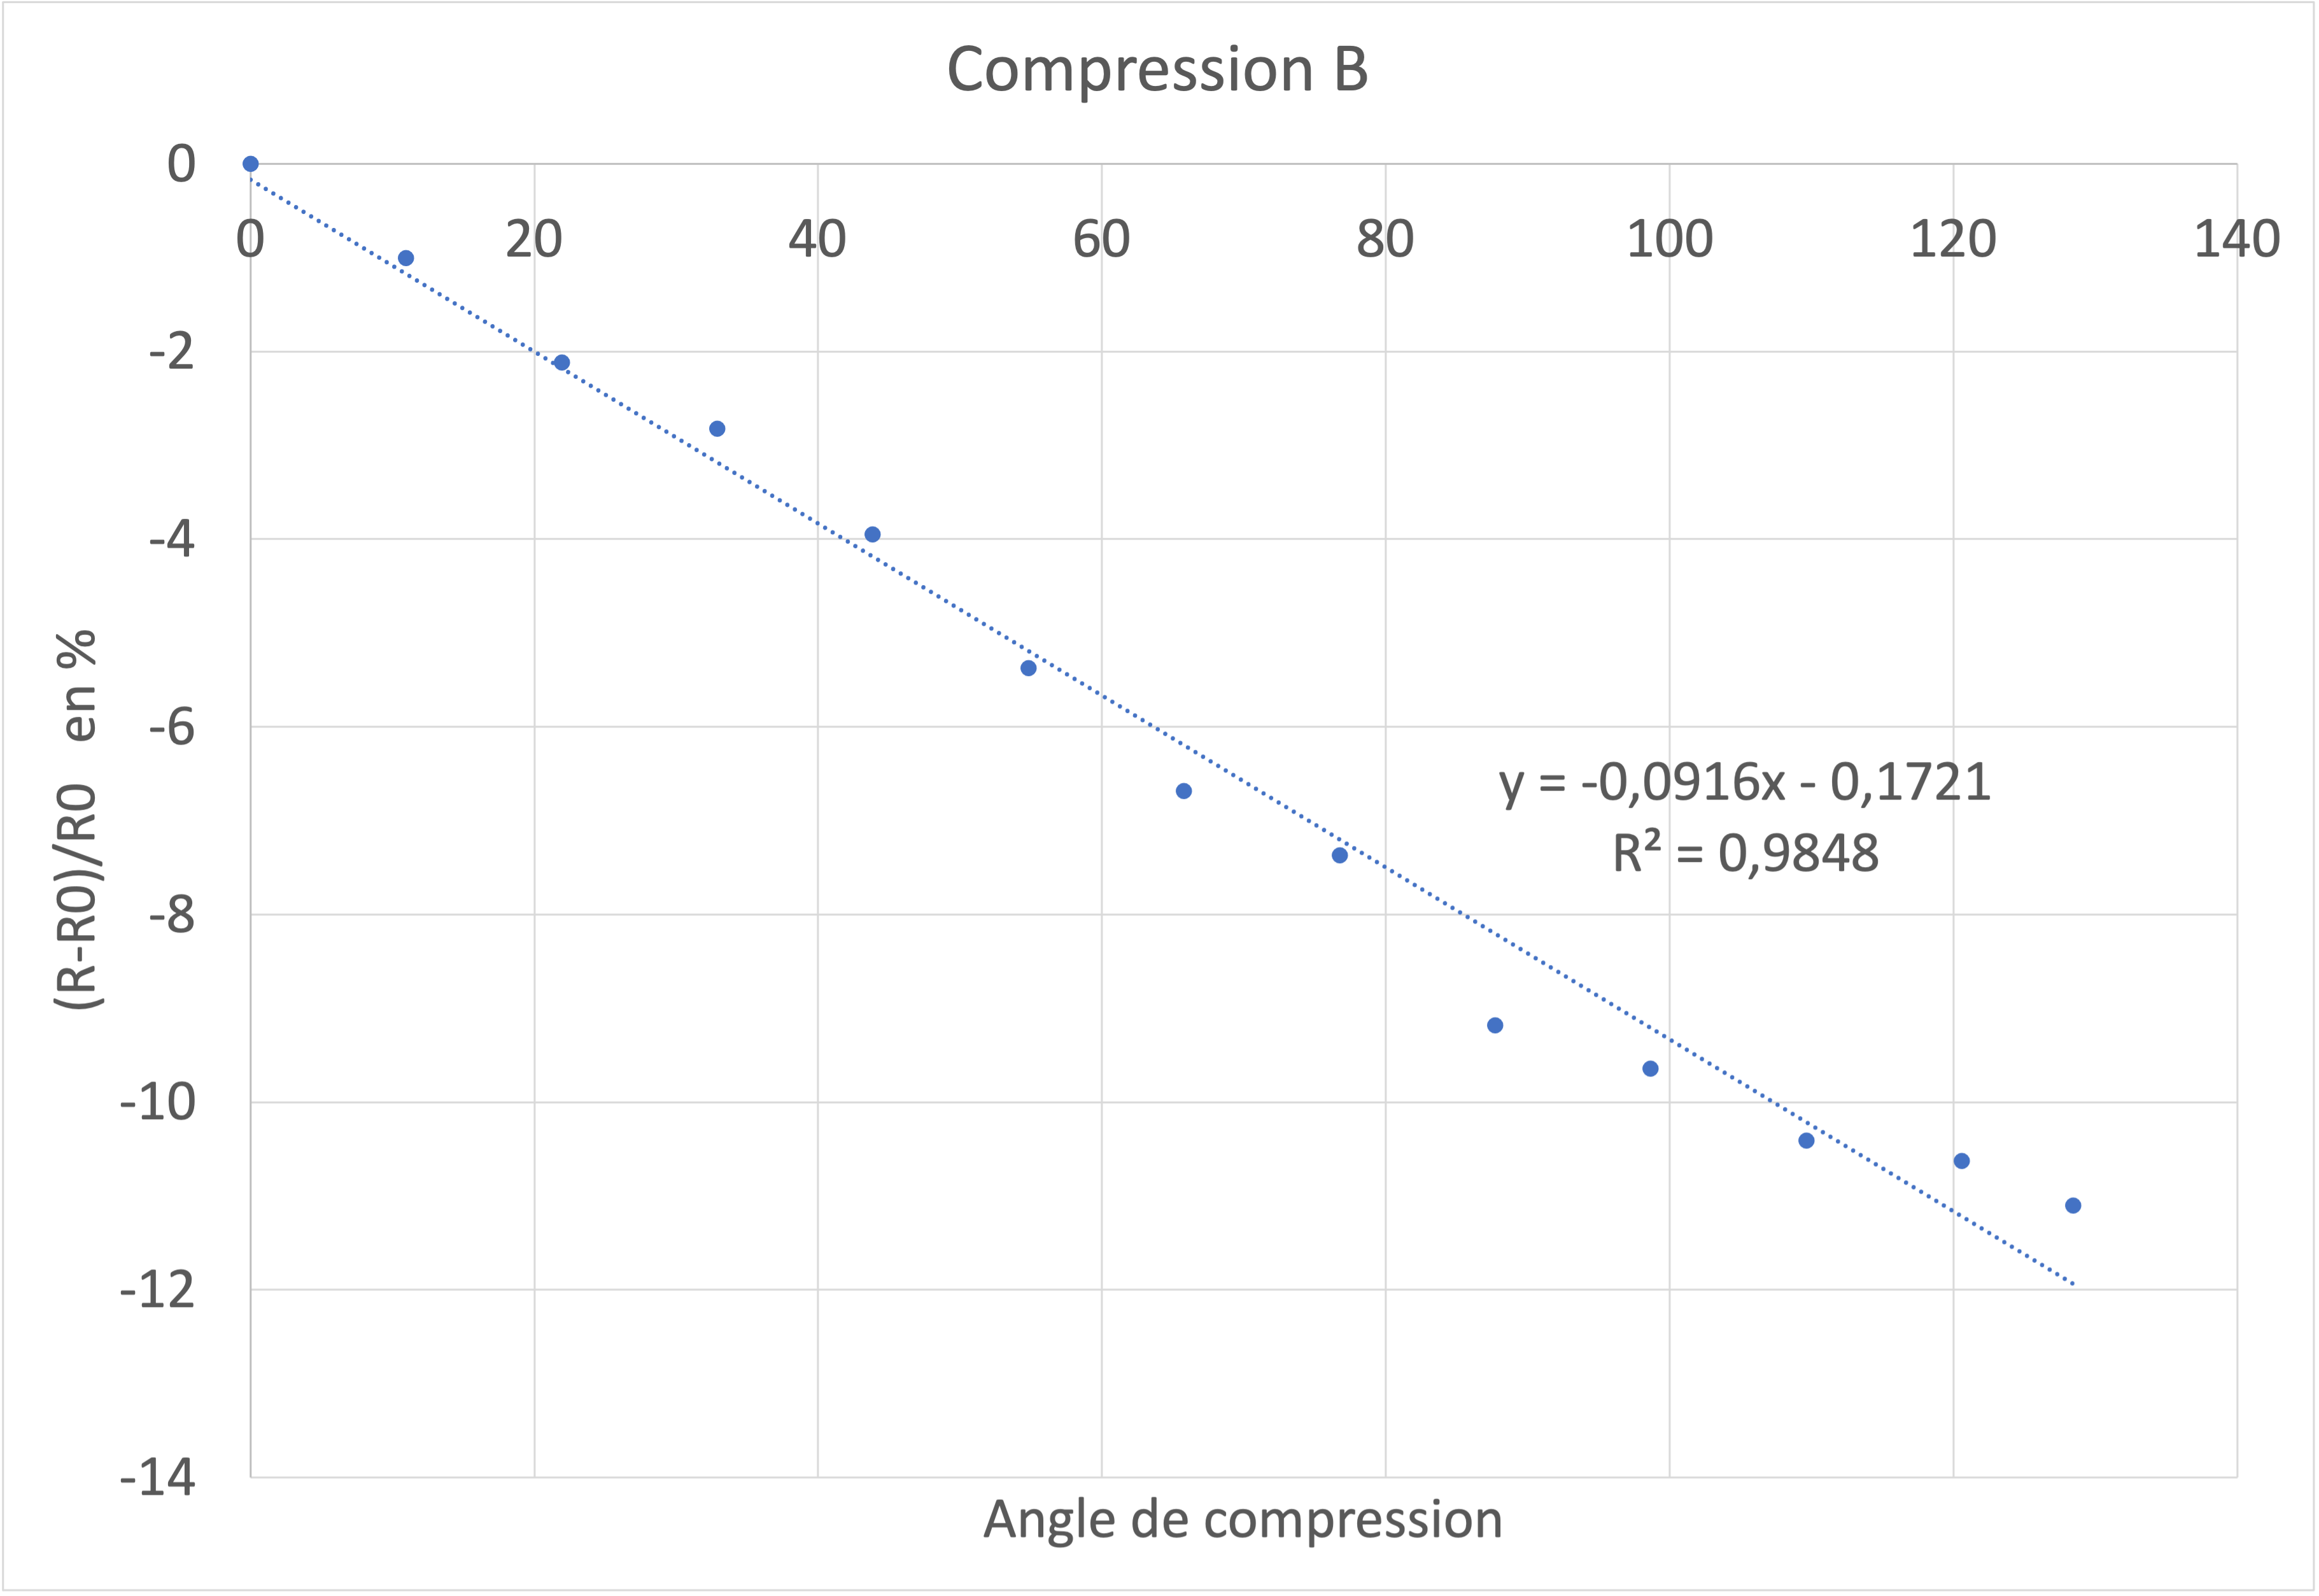 Compression B
0
0 20 40 60 80 100 120 140
-2
-4
-6
y = -0,0916x - 0,1721
R² = 0,9848
-8
-10
-12
-14
(R-R0)/R0 en %
Angle de compression